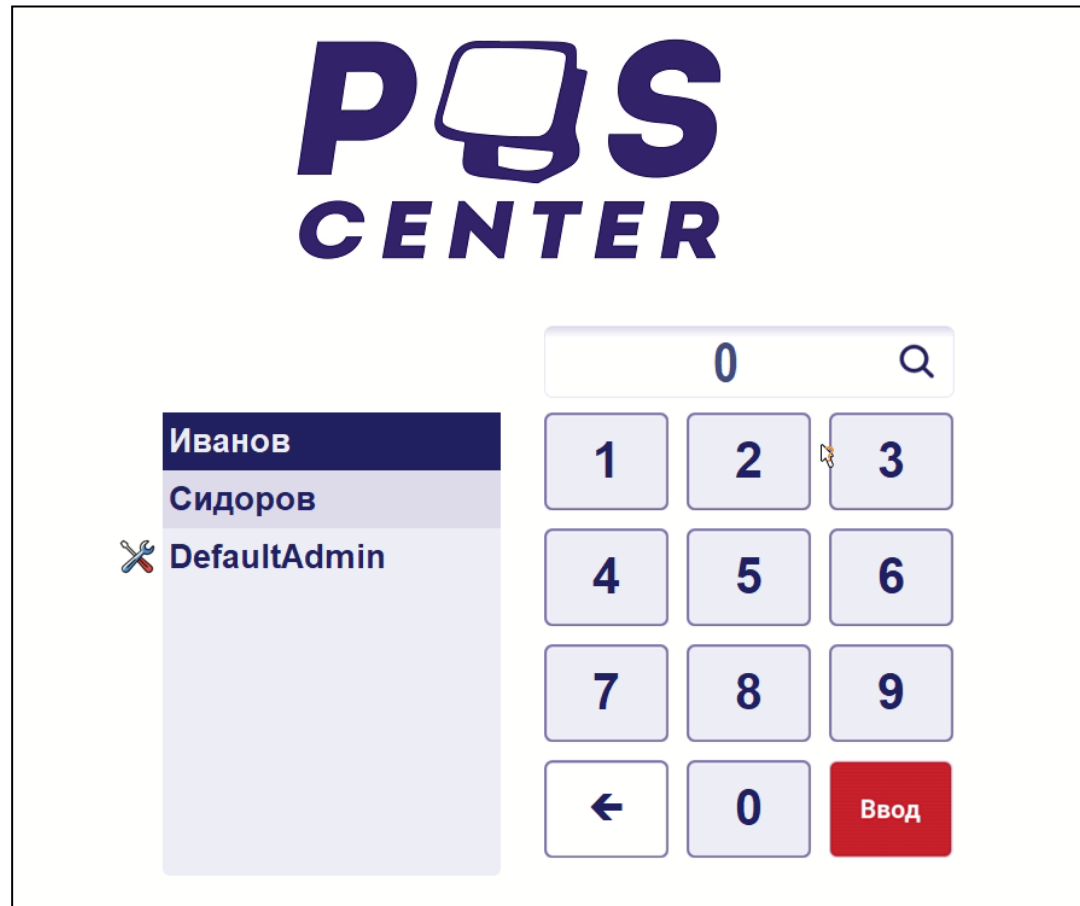 POS
CENTER
0
Иванов
Сидоров
DefaultAdmin
1 2 3
4 5 6
7 8 9
0 Ввод